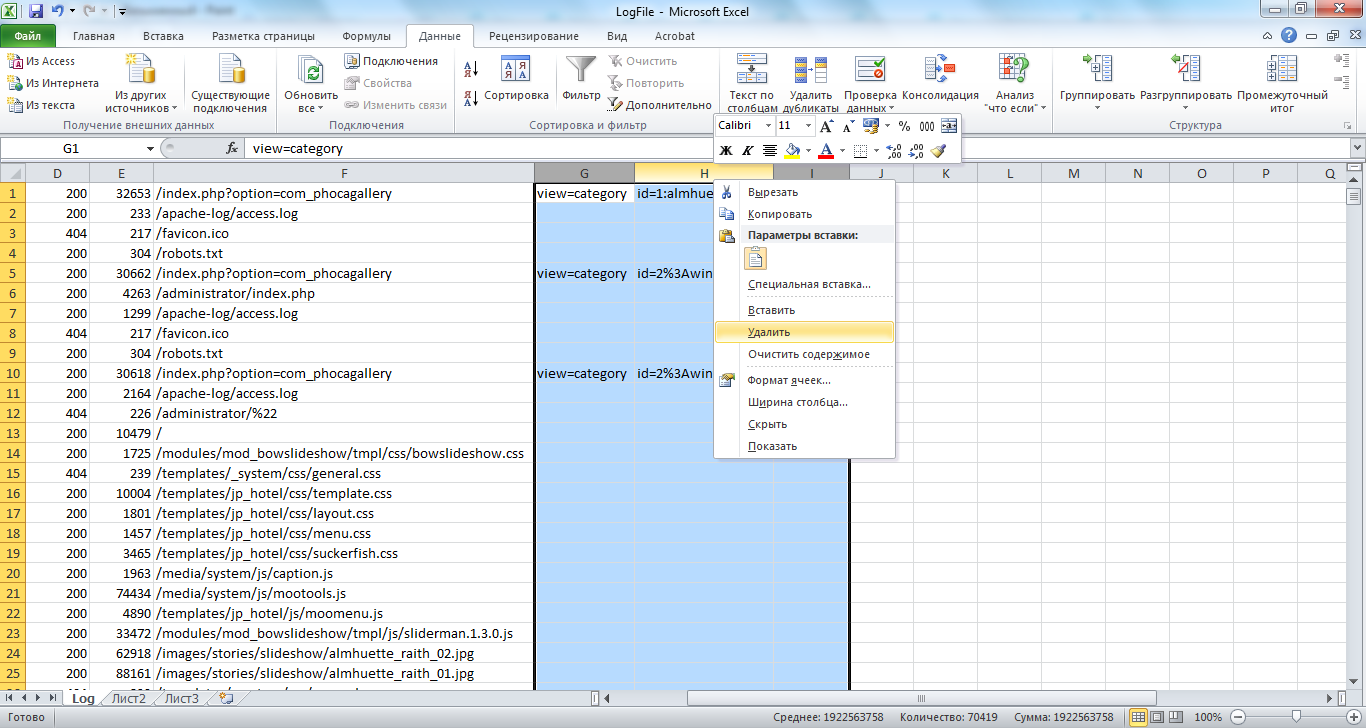 LogFile - Microsoft Excel
Файл Главная Вставка Разметка страницы Формулы Данные Рецензирование Вид Acrobat
Из Access
Из Интернета
Из текста
Из других источников
Существующие подключения
Получение внешних данных
Обновить все
Подключения
Свойства
Изменить связи
Подключения
Сортировка
Фильтр
Очистить
Повторить
Дополнительно
Сортировка и фильтр
Текст по столбцам
Удалить дубликаты
Проверка данных
Консолидация
Анализ "что если"
Группировать
Разгруппировать
Промежуточный итог
Структура
Calibri 11 A A % 000
Ж К A
G1 fx view=category
D E F G H I J K L M N O P Q
1 200 32653 /index.php?option=com_phocagallery view=category id=1:almhue
2 200 233 /apache-log/access.log
3 404 217 /favicon.ico
4 200 304 /robots.txt
5 200 30662 /index.php?option=com_phocagallery view=category id=2%3Awin
6 200 4263 /administrator/index.php
7 200 1299 /apache-log/access.log
8 404 217 /favicon.ico
9 200 304 /robots.txt
10 200 30618 /index.php?option=com_phocagallery view=category id=2%3Awin
11 200 2164 /apache-log/access.log
12 404 226 /administrator/%22
13 200 10479 /
14 200 1725 /modules/mod_bowslideshow/tmpl/css/bowslideshow.css
15 404 239 /templates/_system/css/general.css
16 200 10004 /templates/jp_hotel/css/template.css
17 200 1801 /templates/jp_hotel/css/layout.css
18 200 1457 /templates/jp_hotel/css/menu.css
19 200 3465 /templates/jp_hotel/css/suckerfish.css
20 200 1963 /media/system/js/caption.js
21 200 74434 /media/system/js/mootools.js
22 200 4890 /templates/jp_hotel/js/moomenu.js
23 200 33472 /modules/mod_bowslideshow/tmpl/js/sliderman.1.3.0.js
24 200 62918 /images/stories/slideshow/almhuette_raith_02.jpg
25 200 88161 /images/stories/slideshow/almhuette_raith_01.jpg
Вырезать
Копировать
Параметры вставки:
Специальная вставка...
Вставить
Удалить
Очистить содержимое
Формат ячеек...
Ширина столбца...
Скрыть
Показать
Log Лист2 Лист3
Готово Среднее: 1922563758 Количество: 70419 Сумма: 1922563758 100%